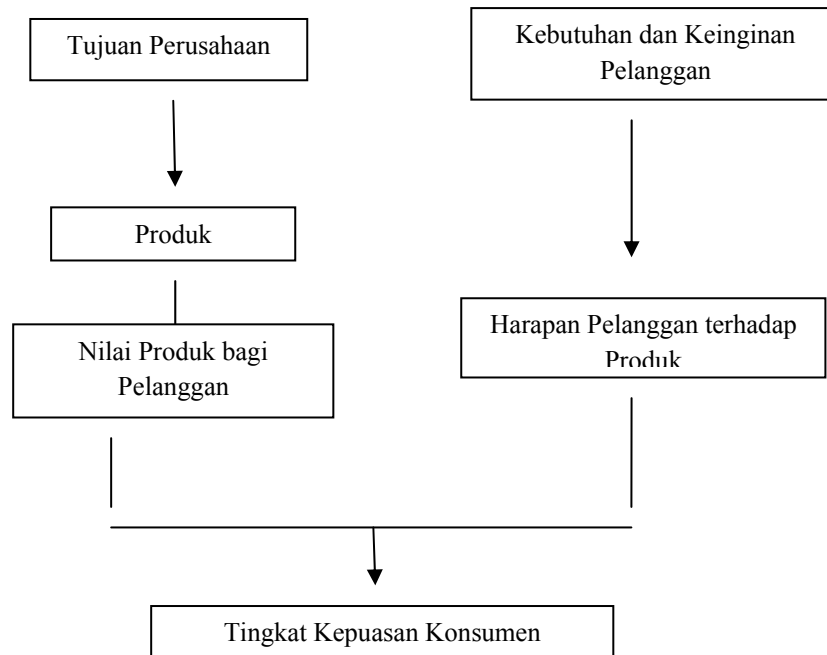 Tujuan Perusahaan
Kebutuhan dan Keinginan
Pelanggan
Produk
Harapan Pelanggan terhadap
Produk
Nilai Produk bagi
Pelanggan
Tingkat Kepuasan Konsumen